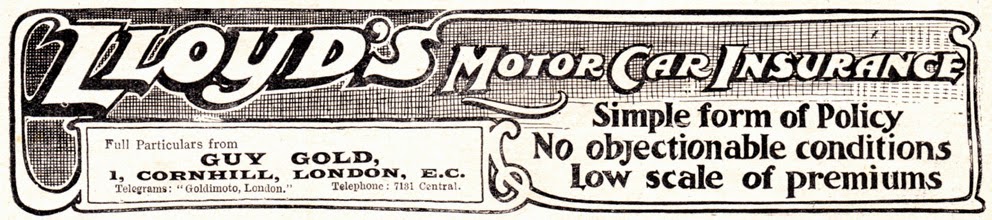 LLOYD'S MOTOR CAR INSURANCE
Simple form of Policy
No objectionable conditions
Low scale of premiums
Full Particulars from
GUY GOLD,
1, CORNHILL, LONDON, E.C.
Telegrams: "Goldimoto, London." Telephone: 7181 Central.